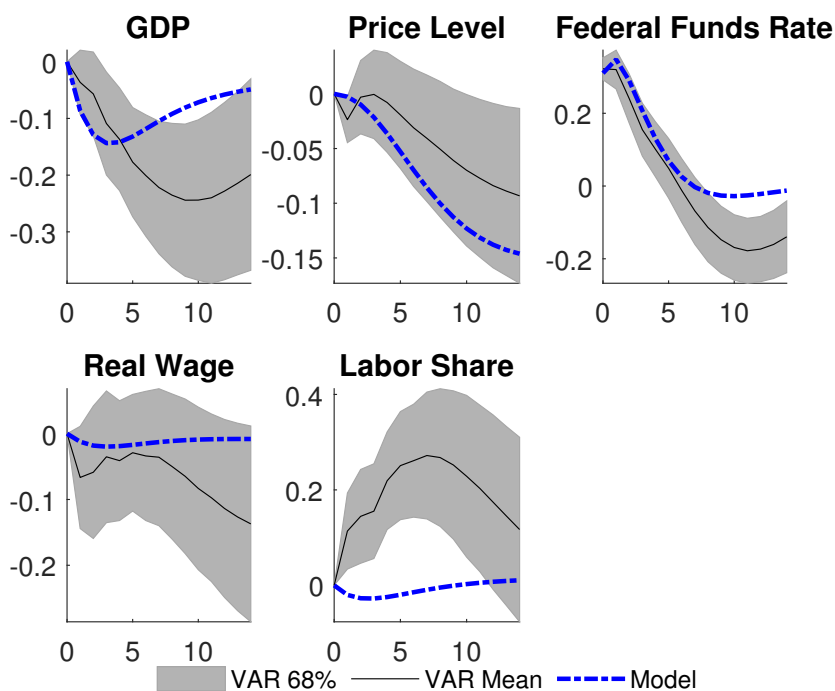 GDP Price Level Federal Funds Rate
0 0 0.2
-0.1 -0.05 0
-0.2 -0.1 -0.2
-0.3 -0.15
0 5 10 0 5 10 0 5 10
Real Wage Labor Share
0 0.4
-0.1 0.2
-0.2 0
0 5 10 0 5 10
VAR 68% VAR Mean Model